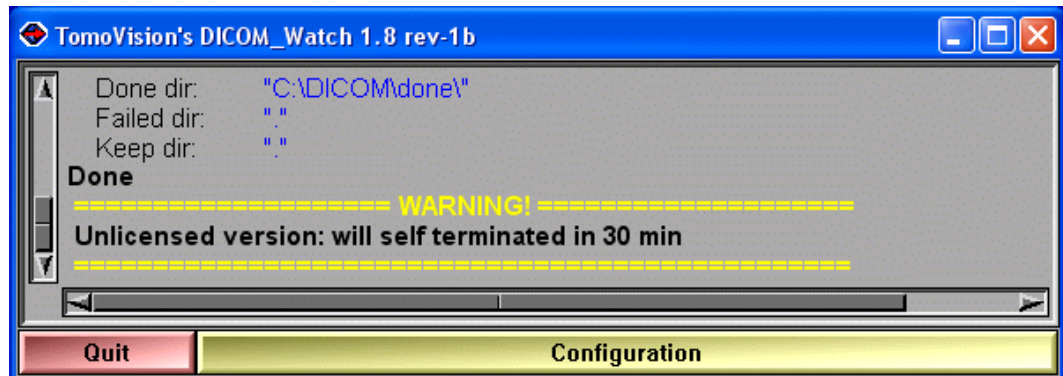 TomoVision's DICOM_Watch 1.8 rev-1b
Done dir: "C:\DICOM\done\"
Failed dir: "."
Keep dir: "."
Done
==================== WARNING! ====================
Unlicensed version: will self terminated in 30 min
=================================================
Quit Configuration